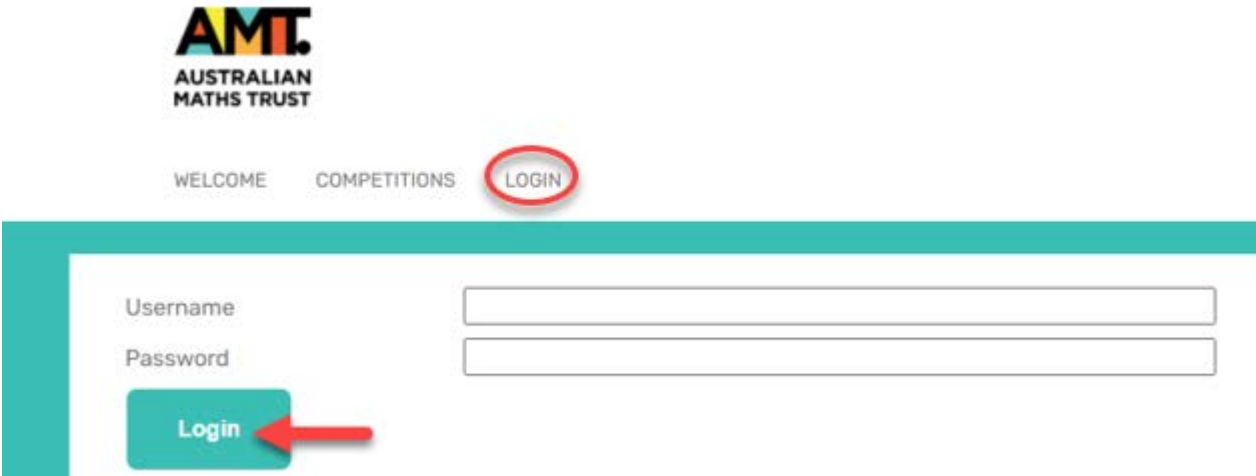 AMT.
AUSTRALIAN
MATHS TRUST
WELCOME COMPETITIONS LOGIN
Username
Password
Login